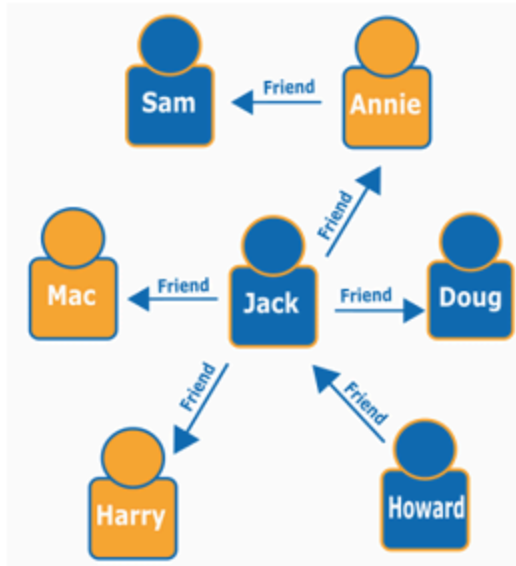 Sam
Friend
Annie
Friend
Mac
Friend
Jack
Friend
Doug
Friend
Friend
Harry
Howard